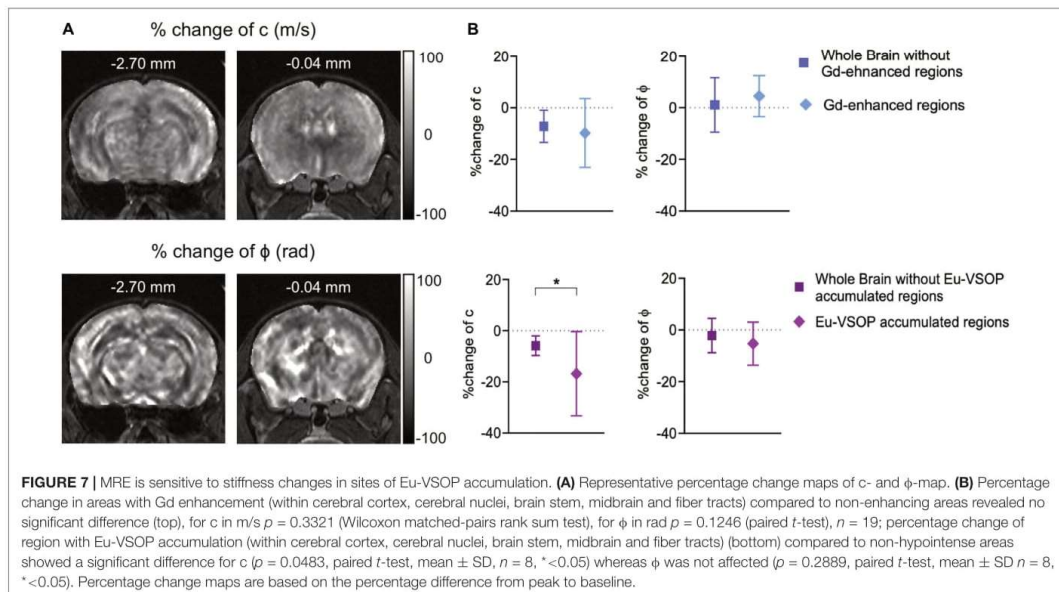 A
% change of c (m/s)
-2.70 mm
-0.04 mm
100
0
-100
% change of ϕ (rad)
-2.70 mm
-0.04 mm
100
0
-100
B
%change of c
20
0
-20
-40
% change of ϕ
20
0
-20
-40
Whole Brain without
Gd-ehnanced regions
Gd-enhanced regions
%change of c
20
0
-20
-40
*
%change of ϕ
20
0
-20
-40
Whole Brain without Eu-VSOP
accumulated regions
Eu-VSOP accumulated regions
FIGURE 7 | MRE is sensitive to stiffness changes in sites of Eu-VSOP accumulation. (A) Representative percentage change maps of c- and ϕ-map. (B) Percentage
change in areas with Gd enhancement (within cerebral cortex, cerebral nuclei, brain stem, midbrain and fiber tracts) compared to non-enhancing areas revealed no
significant difference (top), for c in m/s p = 0.3321 (Wilcoxon matched-pairs rank sum test), for ϕ in rad p = 0.1246 (paired t-test), n = 19; percentage change of
region with Eu-VSOP accumulation (within cerebral cortex, cerebral nuclei, brain stem, midbrain and fiber tracts) (bottom) compared to non-hypointense areas
showed a significant difference for c (p = 0.0483, paired t-test, mean ± SD, n = 8, *<0.05) whereas ϕ was not affected (p = 0.2889, paired t-test, mean ± SD n = 8,
*<0.05). Percentage change maps are based on the percentage difference from peak to baseline.